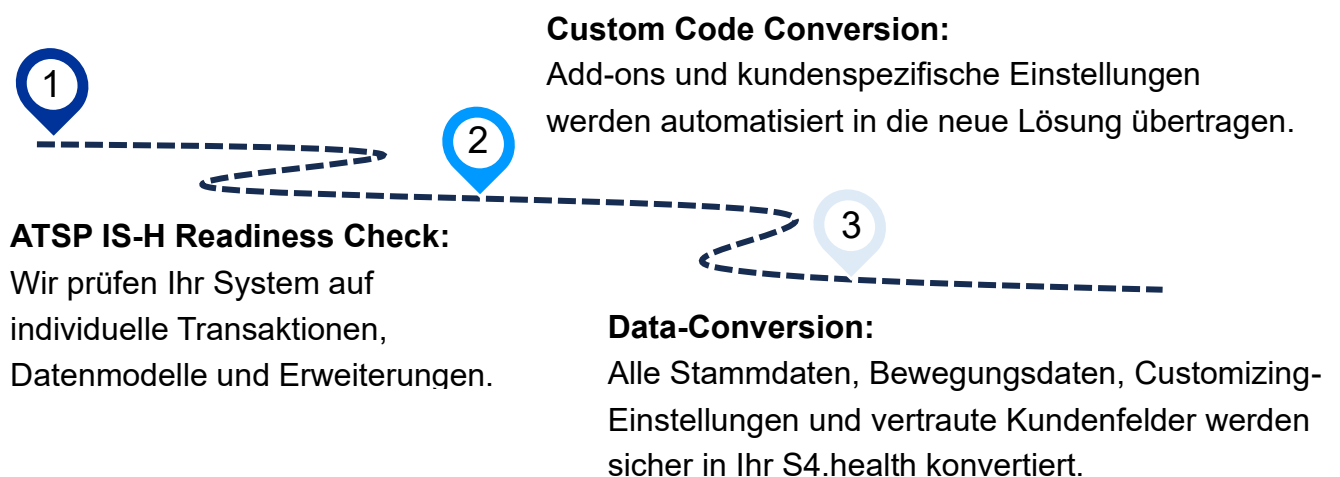 1
ATSP IS-H Readiness Check:
Wir prüfen Ihr System auf
individuelle Transaktionen,
Datenmodelle und Erweiterungen.
2
Custom Code Conversion:
Add-ons und kundenspezifische Einstellungen
werden automatisiert in die neue Lösung übertragen.
3
Data-Conversion:
Alle Stammdaten, Bewegungsdaten, Customizing-
Einstellungen und vertraute Kundenfelder werden
sicher in Ihr S4.health konvertiert.